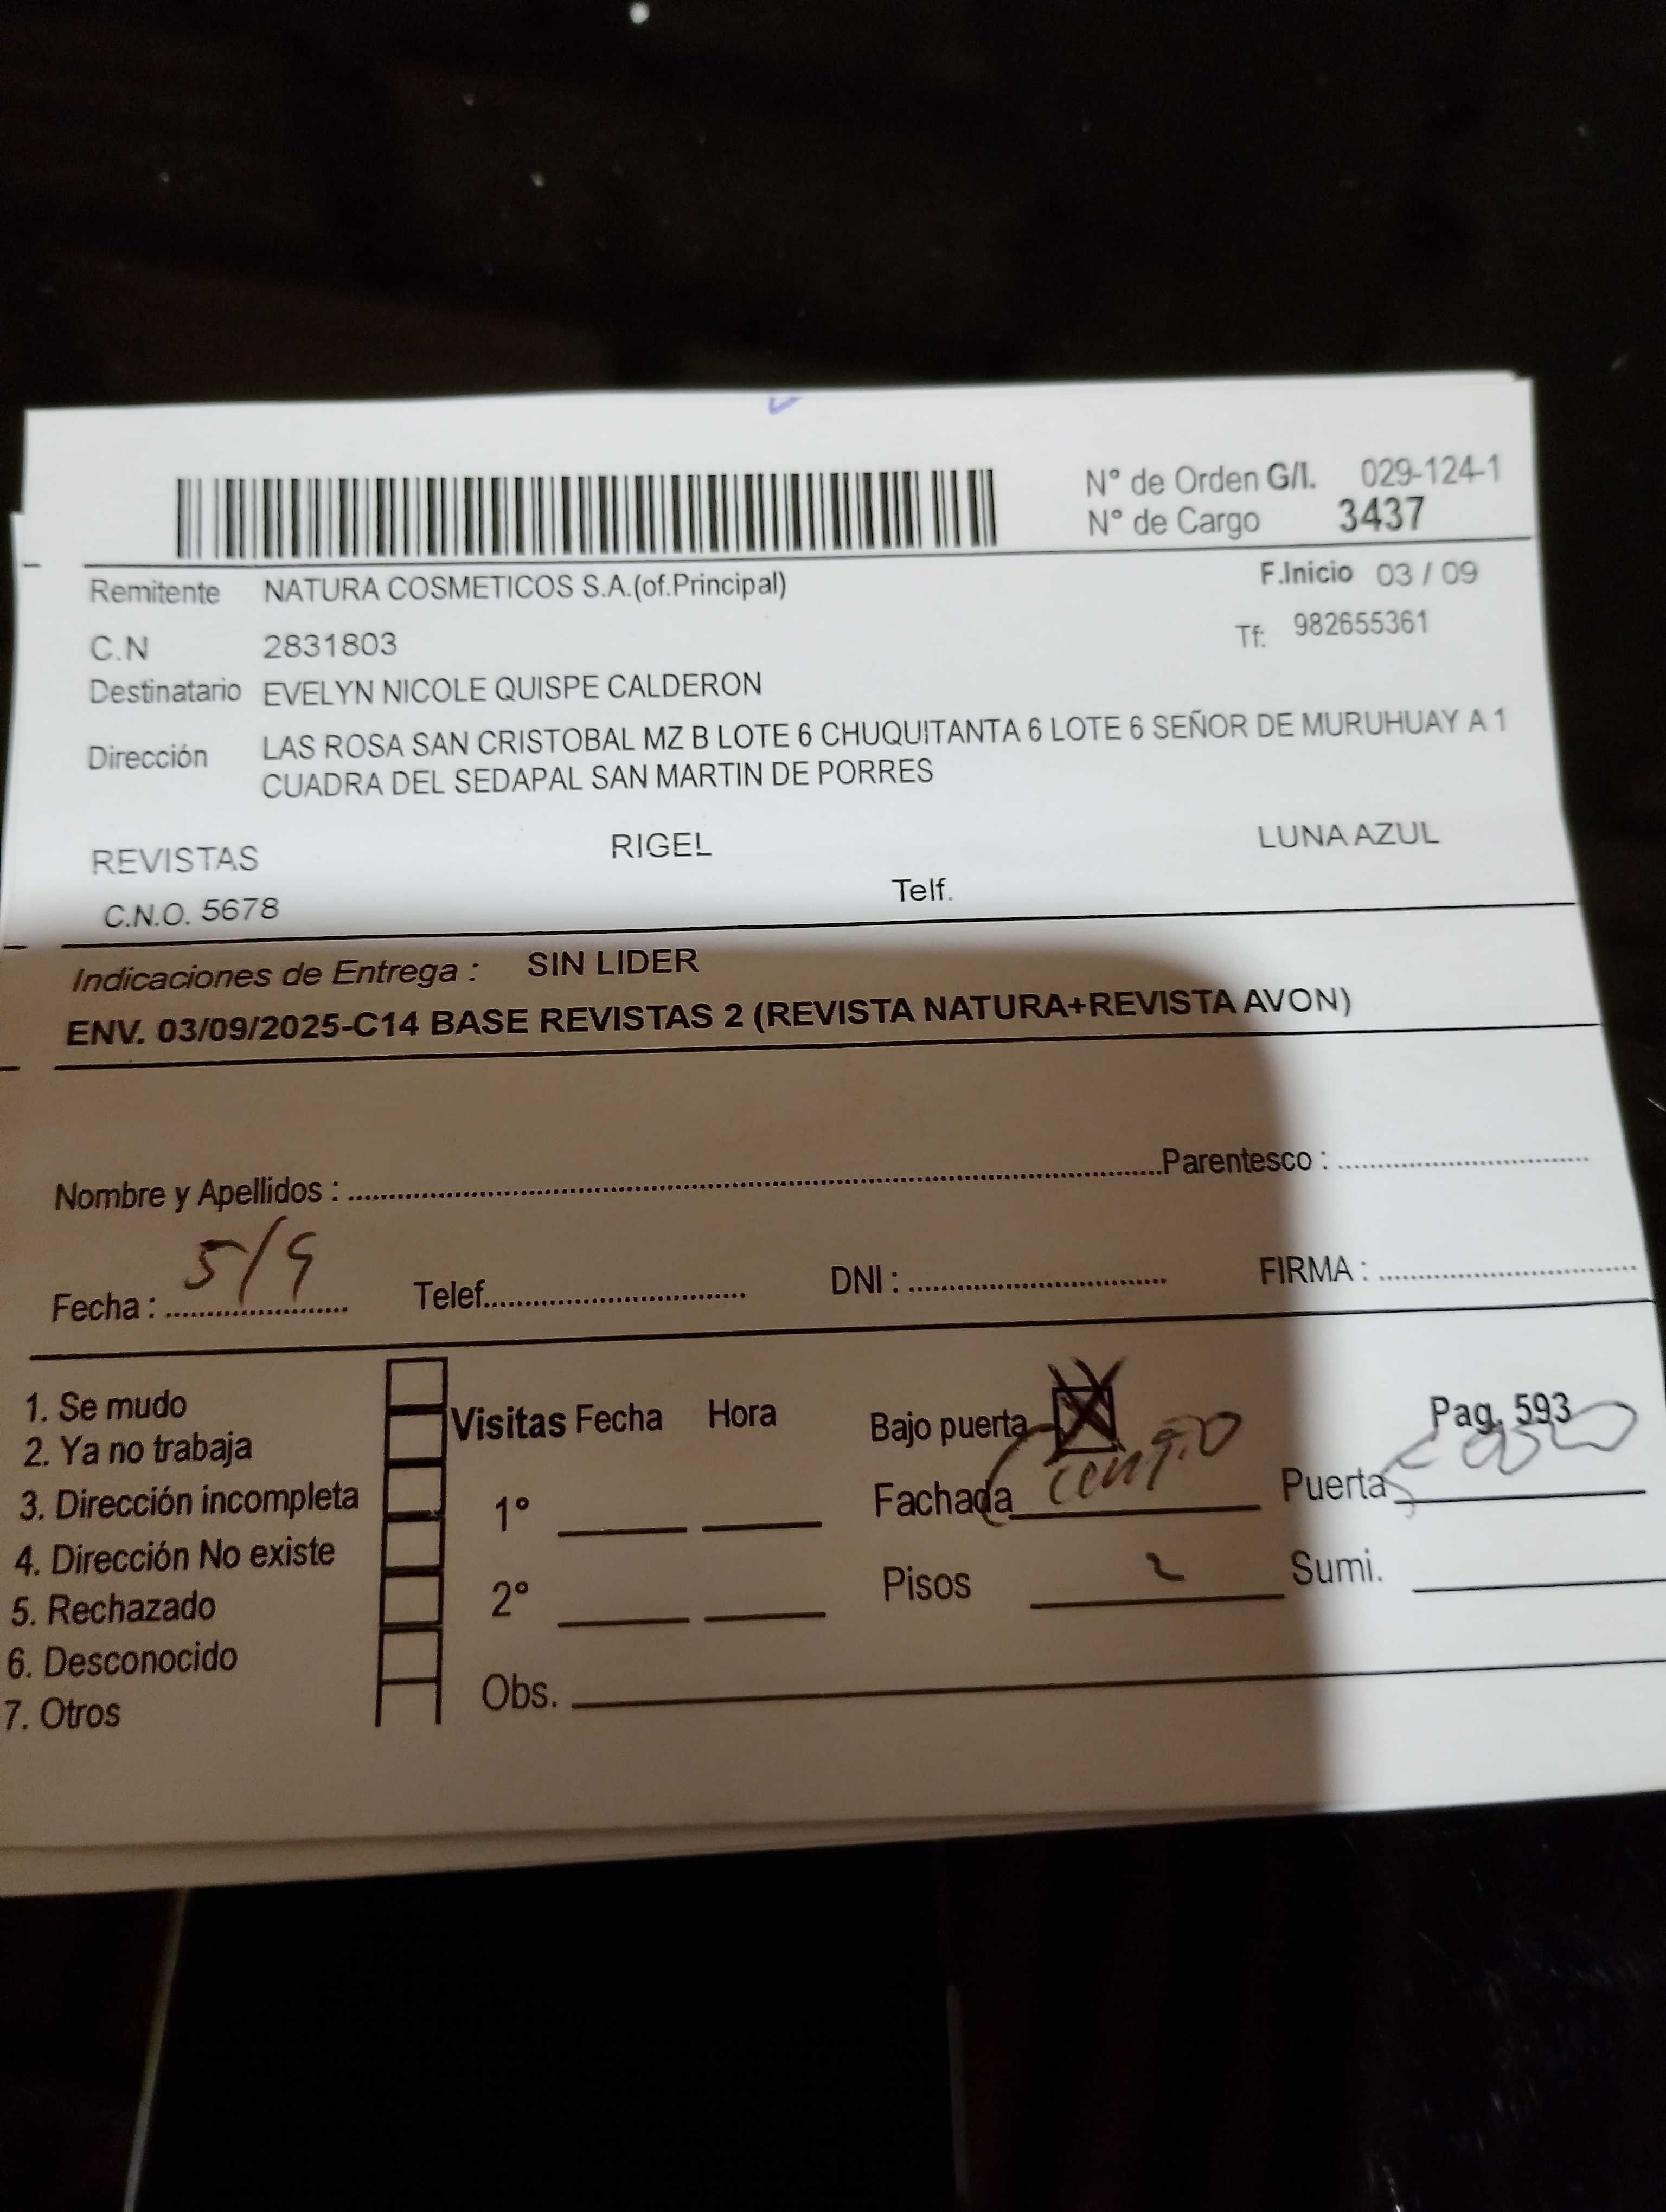 N° de Orden G/I. 029-124-1
N° de Cargo 3437
Remitente NATURA COSMETICOS S.A.(of.Principal) F.Inicio 03 / 09
C.N 2831803 Tf: 982655361
Destinatario EVELYN NICOLE QUISPE CALDERON
Dirección LAS ROSA SAN CRISTOBAL MZ B LOTE 6 CHUQUITANTA 6 LOTE 6 SEÑOR DE MURUHUAY A 1
CUADRA DEL SEDAPAL SAN MARTIN DE PORRES
REVISTAS RIGEL LUNA AZUL
C.N.O. 5678 Telf.
Indicaciones de Entrega : SIN LIDER
ENV. 03/09/2025-C14 BASE REVISTAS 2 (REVISTA NATURA+REVISTA AVON)
Nombre y Apellidos : Parentesco :
Fecha : 5/9 Telef. DNI : FIRMA :
1. Se mudo
2. Ya no trabaja
3. Dirección incompleta
4. Dirección No existe
5. Rechazado
6. Desconocido
7. Otros
Visitas Fecha Hora
1°
2°
Obs.
Bajo puerta X Pag. 593
Fachada Puerta
Pisos 2 Sumi.